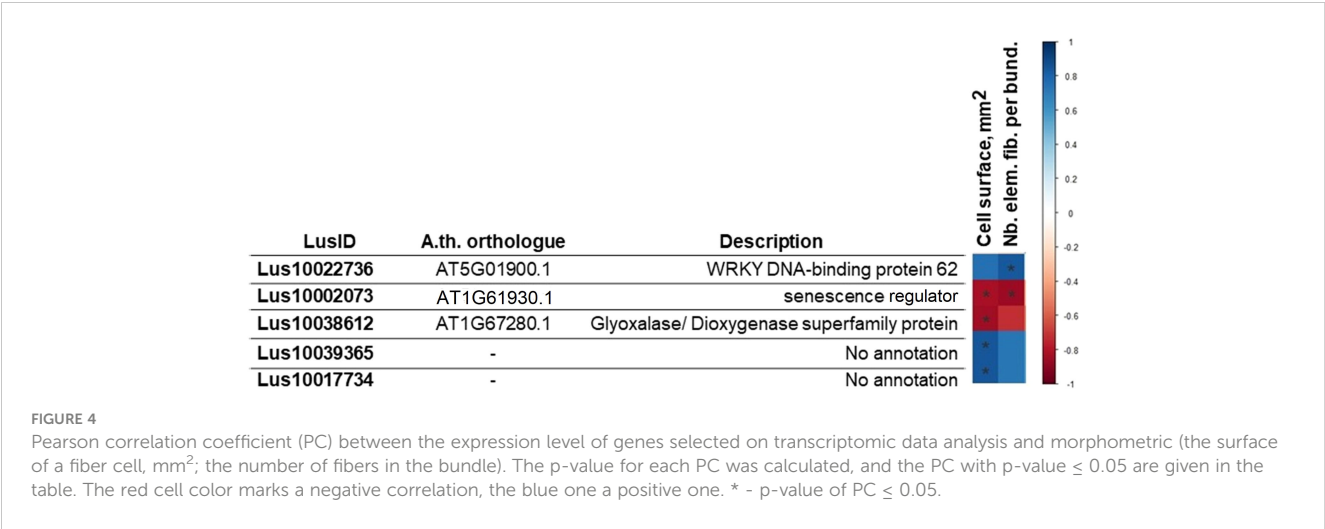 Cell surface, mm2
Nb. elem. fib. per bund.
1
0.8
0.6
0.4
0.2
0
-0.2
-0.4
-0.6
-0.8
-1
LusID A.th. orthologue Description
Lus10022736 AT5G01900.1 WRKY DNA-binding protein 62 *
Lus10002073 AT1G61930.1 senescence regulator * *
Lus10038612 AT1G67280.1 Glyoxalase/ Dioxygenase superfamily protein *
Lus10039365 - No annotation *
Lus10017734 - No annotation *
FIGURE 4
Pearson correlation coefficient (PC) between the expression level of genes selected on transcriptomic data analysis and morphometric (the surface
of a fiber cell, mm2; the number of fibers in the bundle). The p-value for each PC was calculated, and the PC with p-value ≤ 0.05 are given in the
table. The red cell color marks a negative correlation, the blue one a positive one. * - p-value of PC ≤ 0.05.